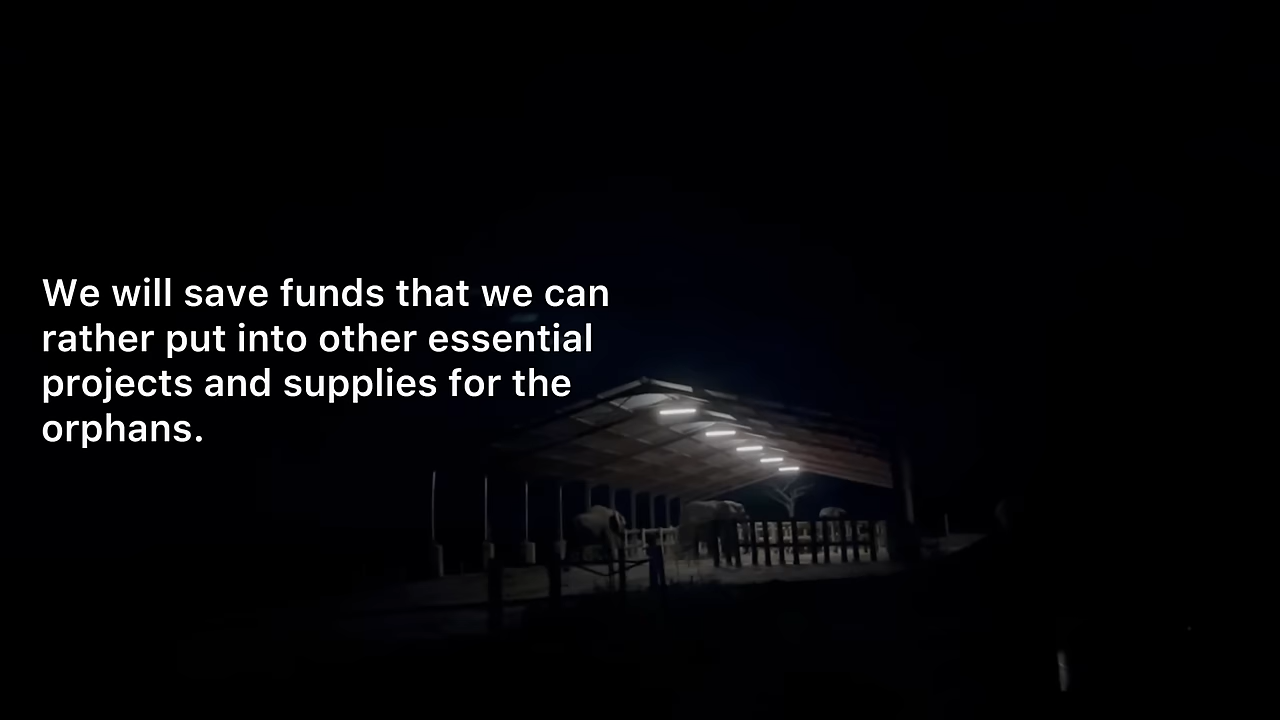 We will save funds that we can
rather put into other essential
projects and supplies for the
orphans.